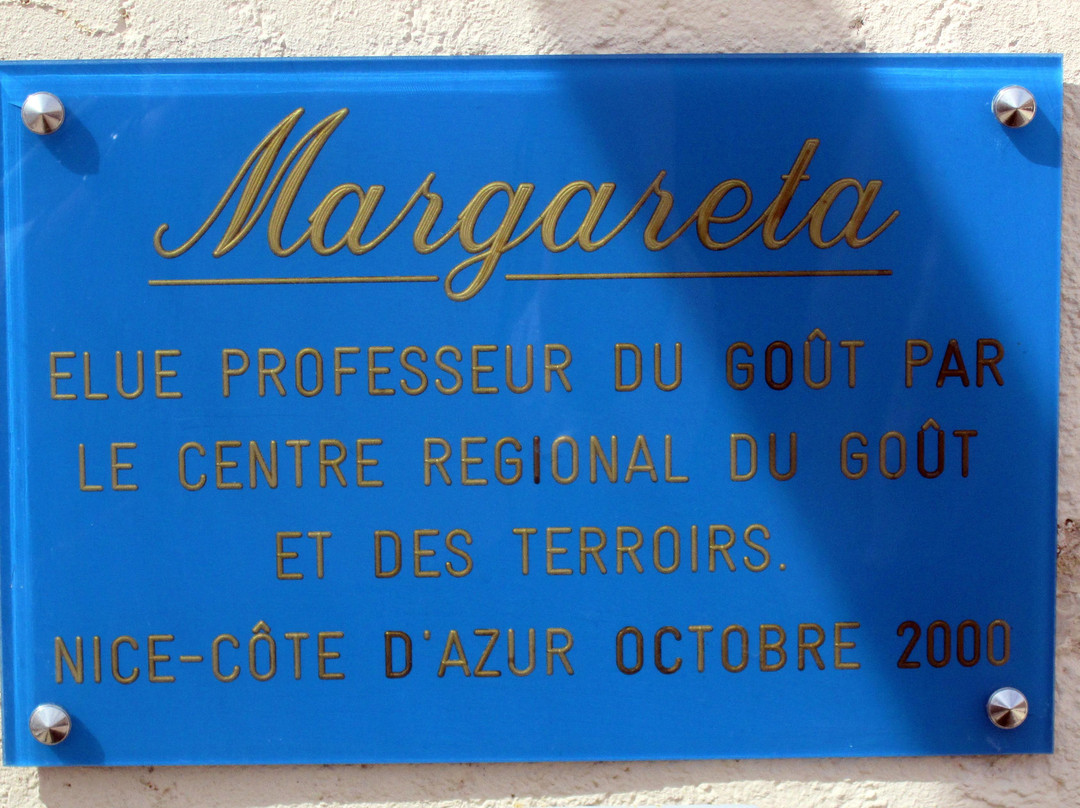 Margareta
ELUE PROFESSEUR DU GOÛT PAR
LE CENTRE REGIONAL DU GOÛT
ET DES TERROIRS.
NICE-CÔTE D'AZUR OCTOBRE 2000